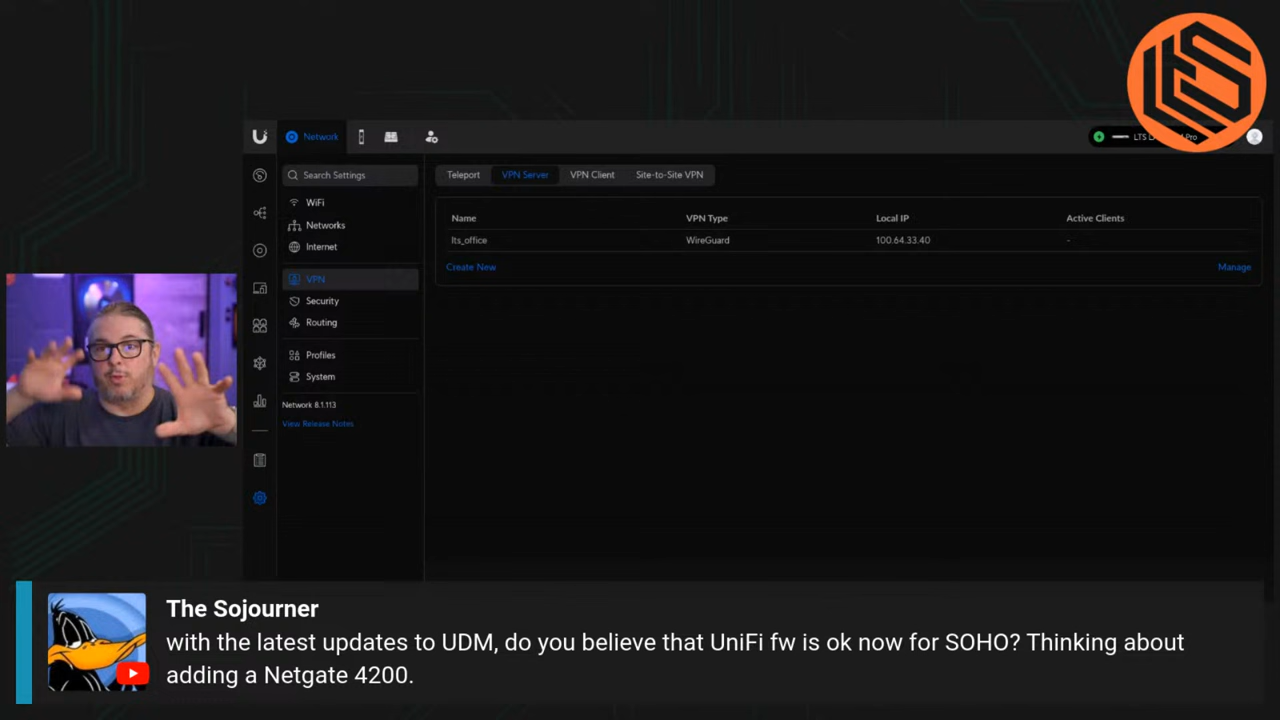 Network
LTS
Pro
Search Settings
WiFi
Networks
Internet
VPN
Security
Routing
Profiles
System
Network 8.1.113
View Release Notes
Teleport
VPN Server
VPN Client
Site-to-Site VPN
Name VPN Type Local IP Active Clients
lts_office WireGuard 100.64.33.40 -
Create New Manage
The Sojourner
with the latest updates to UDM, do you believe that UniFi fw is ok now for SOHO? Thinking about
adding a Netgate 4200.